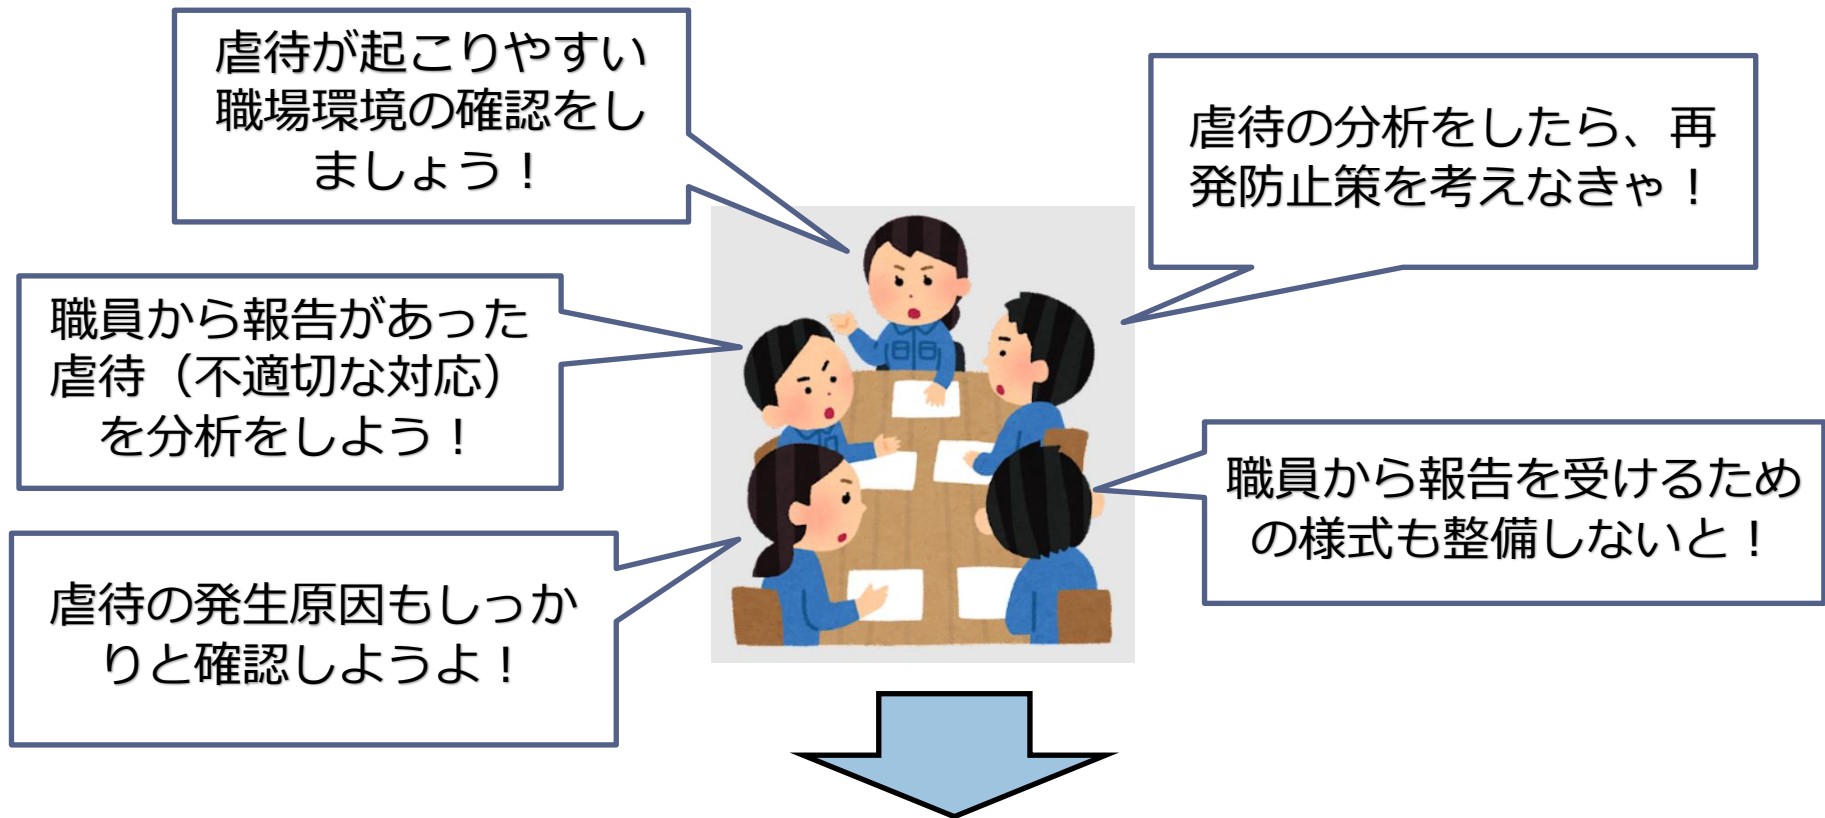 虐待が起こりやすい
職場環境の確認をし
ましょう！
虐待の分析をしたら、再
発防止策を考えなきゃ！
職員から報告があった
虐待（不適切な対応）
を分析をしよう！
職員から報告を受けるため
の様式も整備しないと！
虐待の発生原因もしっか
りと確認しようよ！